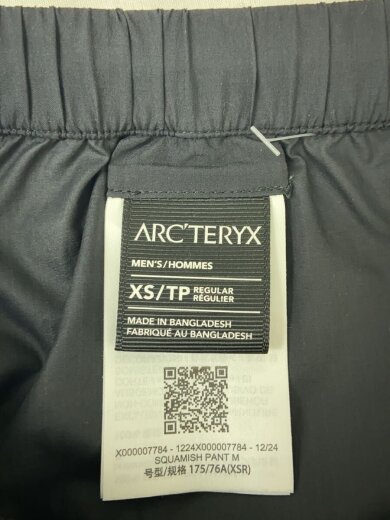 ARC'TERYX
MEN'S/HOMMES
XS/TP REGULAR RÉGULIER
MADE IN BANGLADESH
FABRIQUÉ AU BANGLADESH
X000007784 - 1224X000007784 - 12/24
SQUAMISH PANT M
号型/规格 175/76A(XSR)